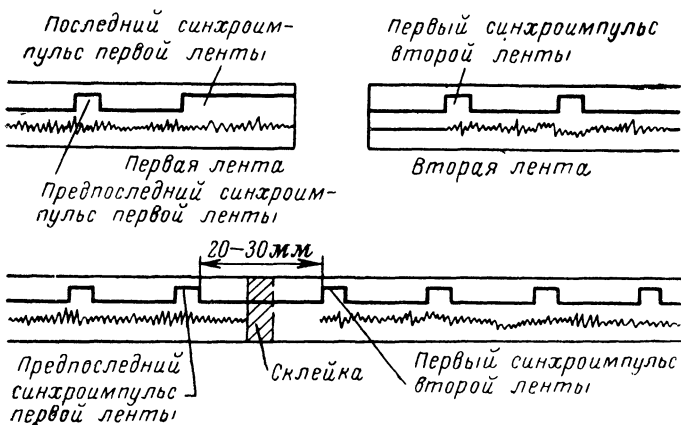 Последний синхроим-
пульс первой ленты
Первый синхроимпульс
второй ленты
Первая лента
Предпоследний синхроим-
пульс первой ленты
Вторая лента
20–30мм
Предпоследний
синхроимпульс
первой ленты
Склейка
Первый синхроимпульс
второй ленты